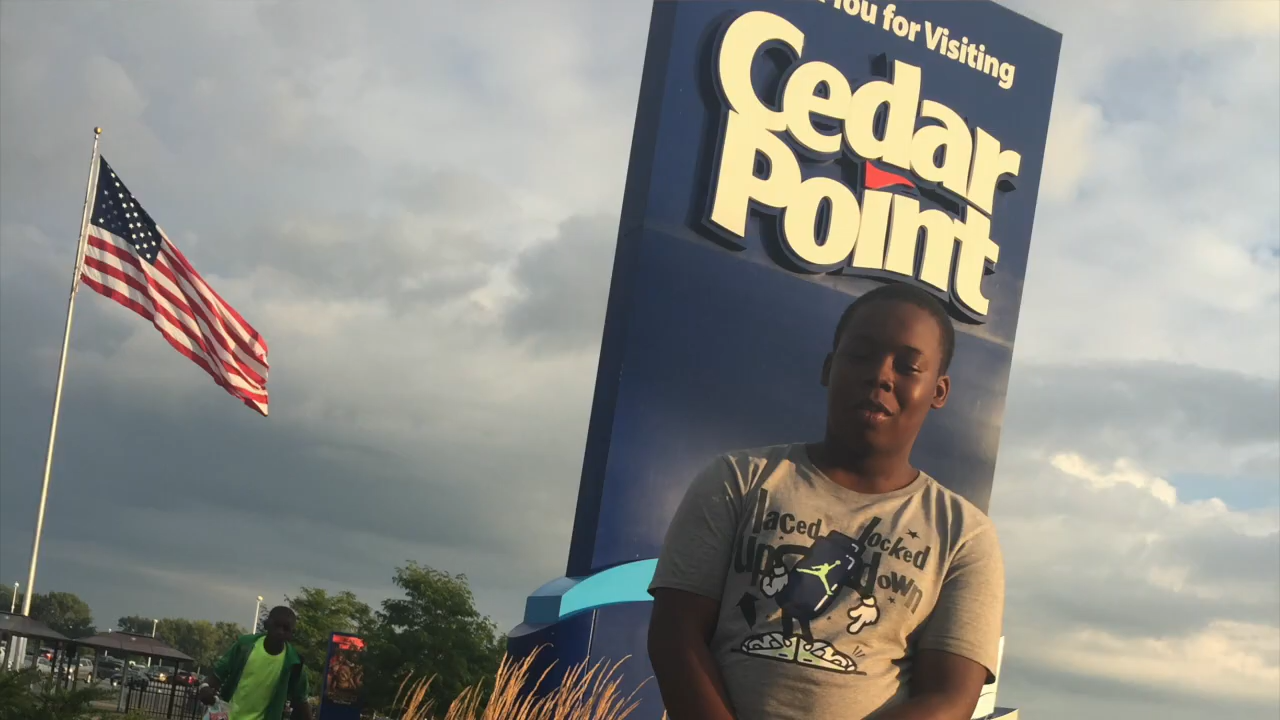 You for Visiting
Cedar
Point
laced locked
up down